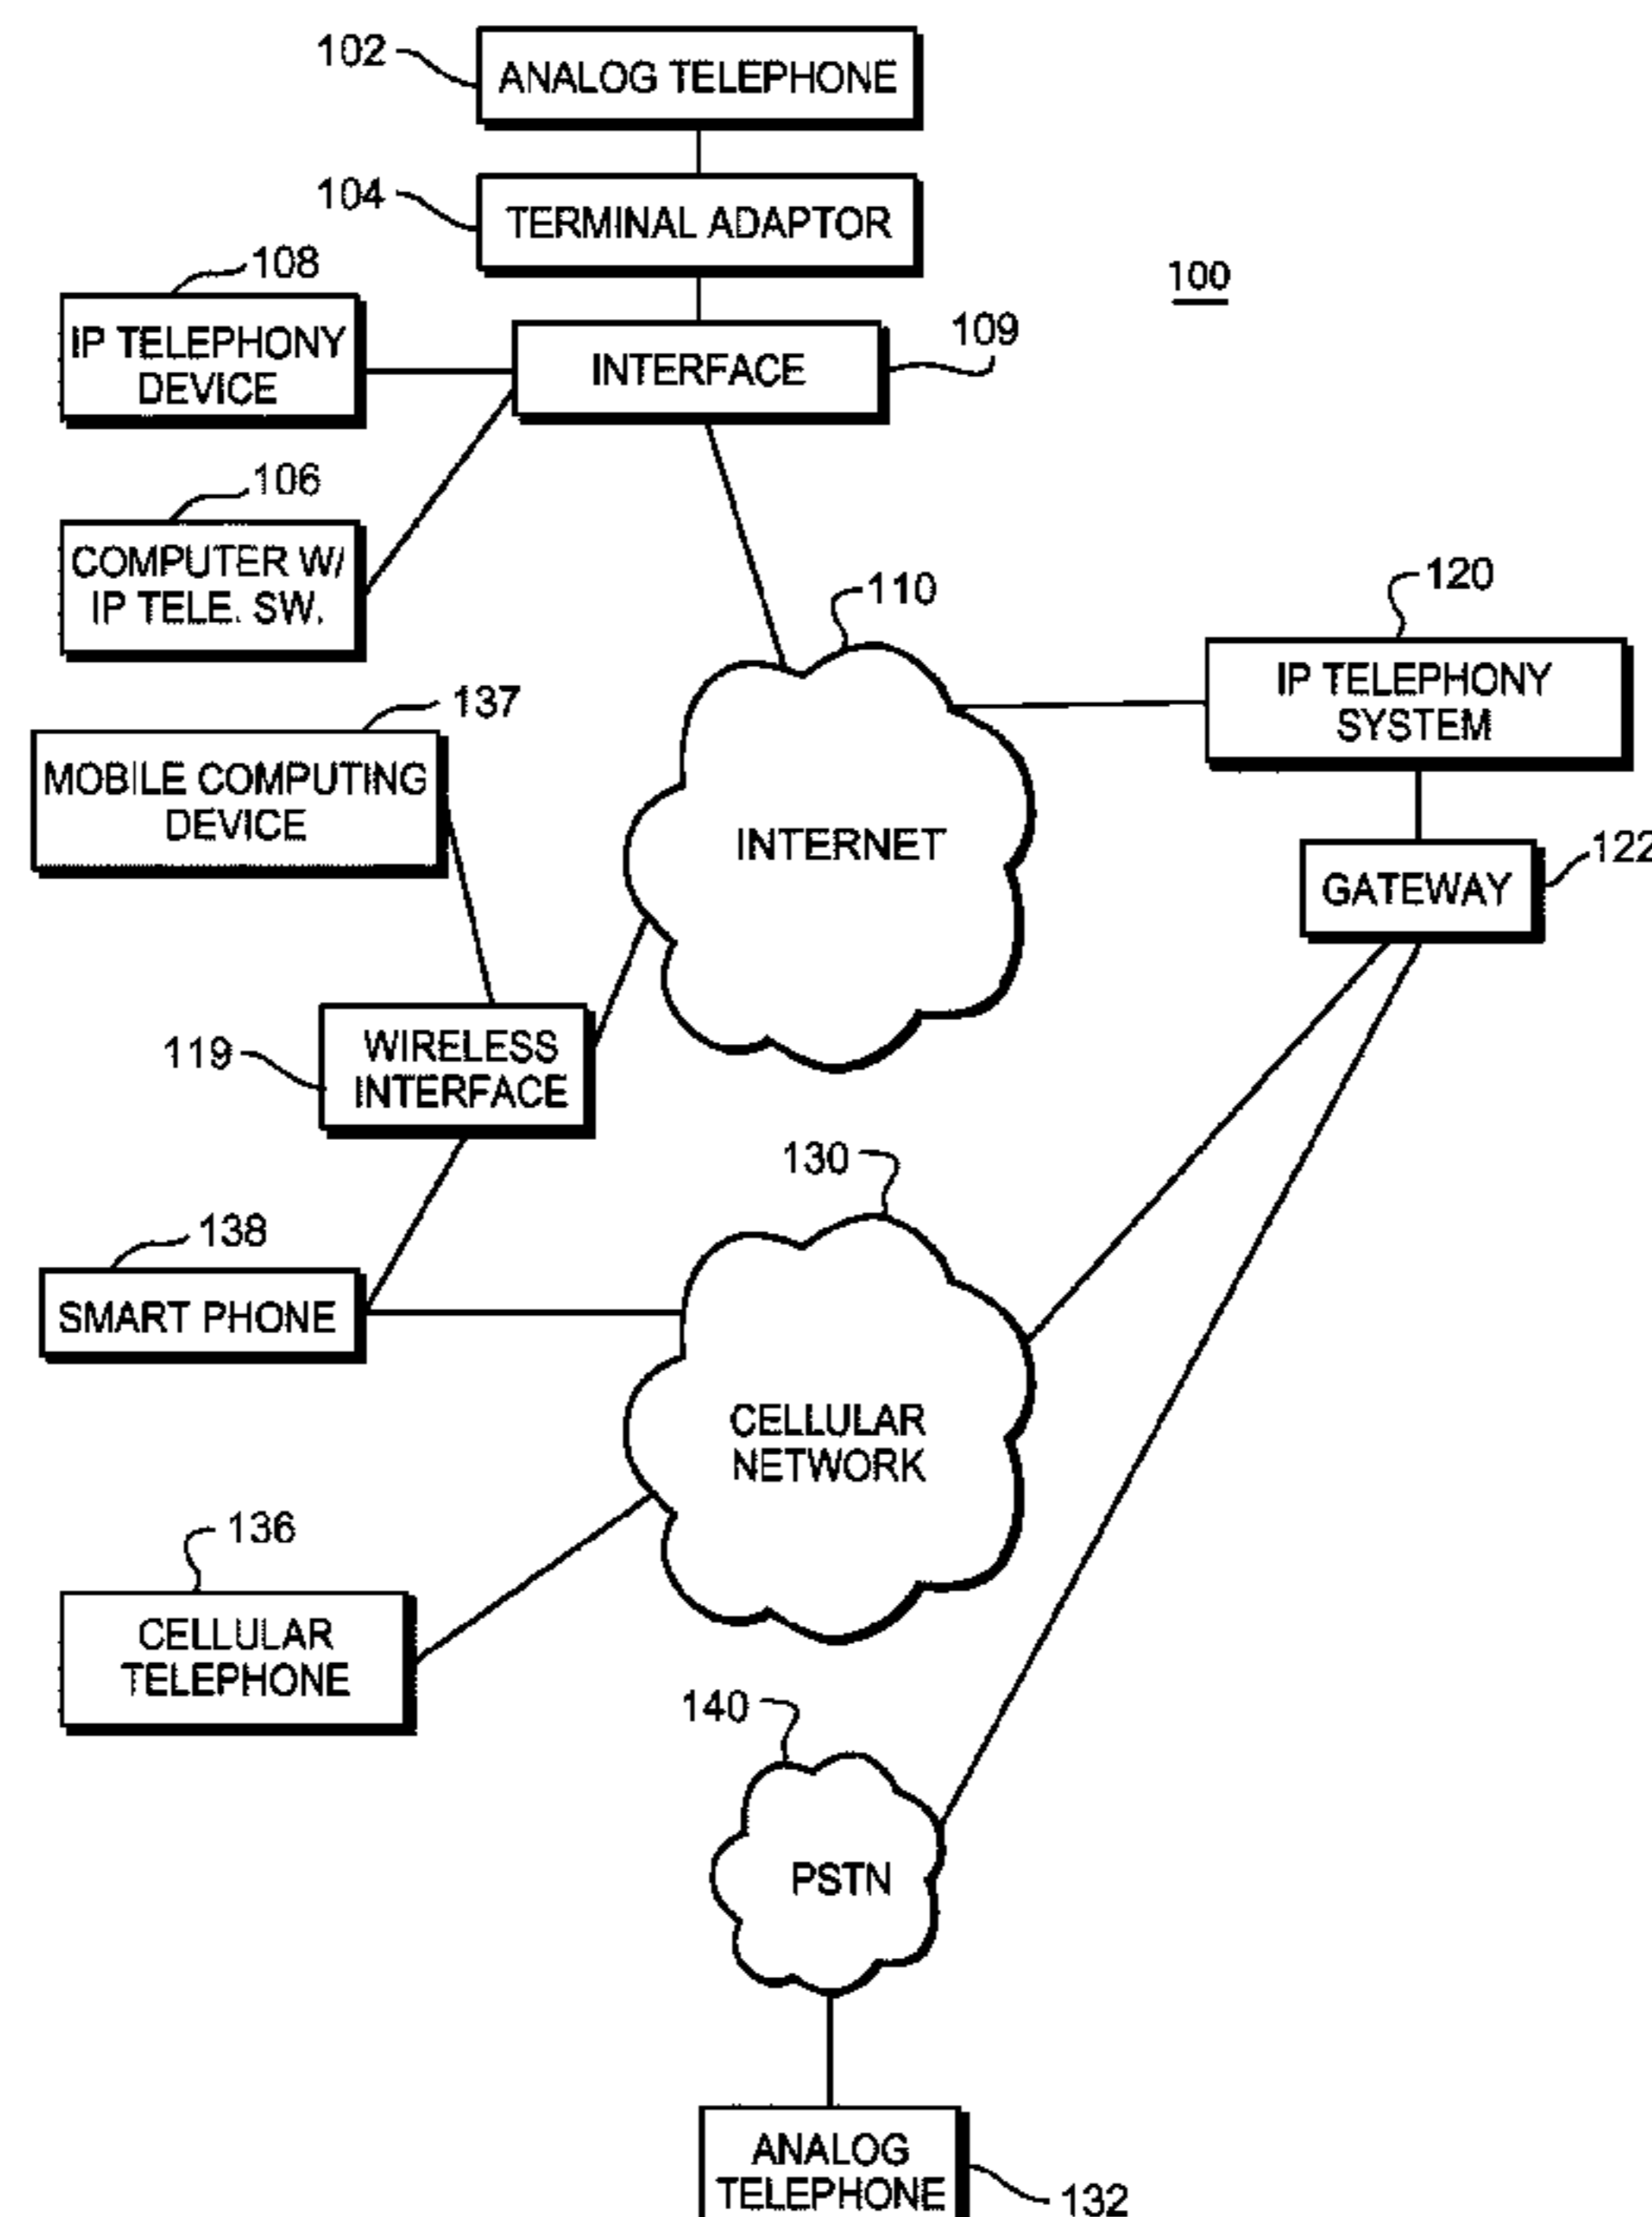 102
ANALOG TELEPHONE
104
TERMINAL ADAPTOR
108
100
IP TELEPHONY
DEVICE
INTERFACE
109
106
COMPUTER W/
IP TELE. SW.
110
120
IP TELEPHONY
SYSTEM
137
MOBILE COMPUTING
DEVICE
INTERNET
122
GATEWAY
119
WIRELESS
INTERFACE
130
138
SMART PHONE
CELLULAR
NETWORK
136
CELLULAR
TELEPHONE
140
PSTN
ANALOG
TELEPHONE
132